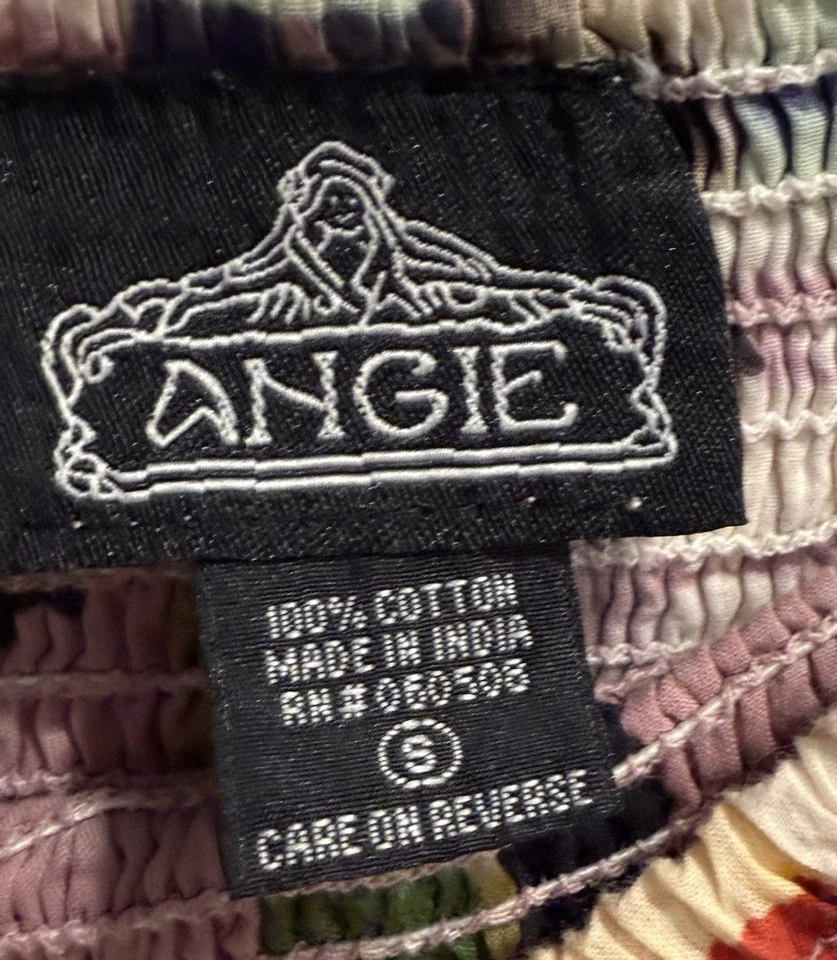 ANGIE
100% COTTON
MADE IN INDIA
RN# 060508
S
CARE ON REVERSE